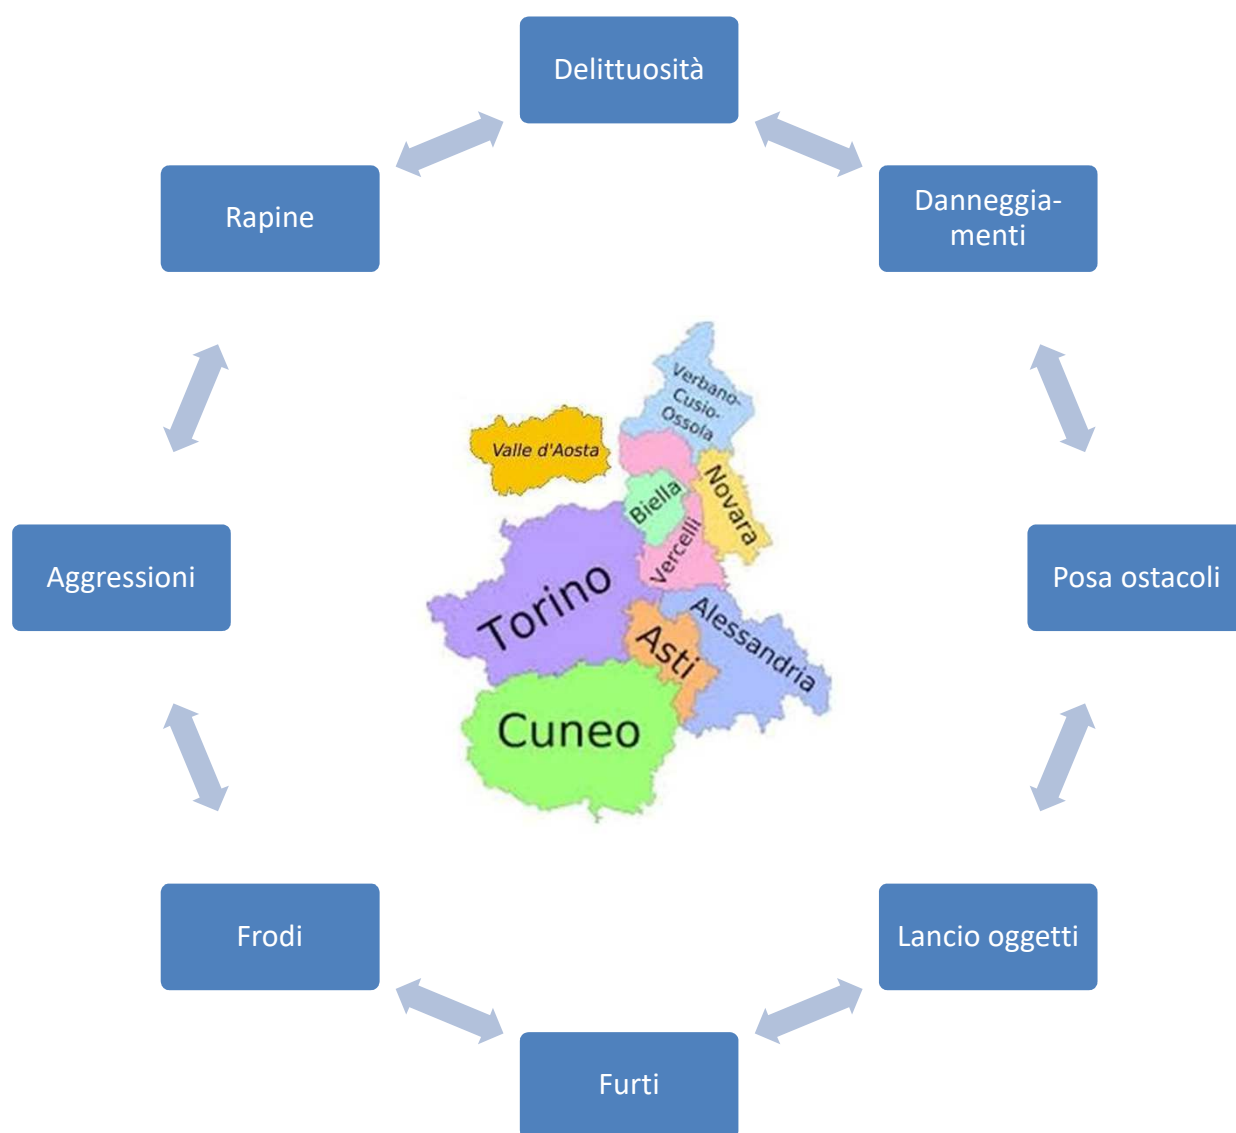 Delittuosità
Rapine
Danneggia-
menti
Verbano-
Cusio-
Ossola
Valle d'Aosta
Biella
Novara
Vercelli
Torino
Aggressioni
Posa ostacoli
Asti
Alessandria
Cuneo
Frodi
Lancio oggetti
Furti